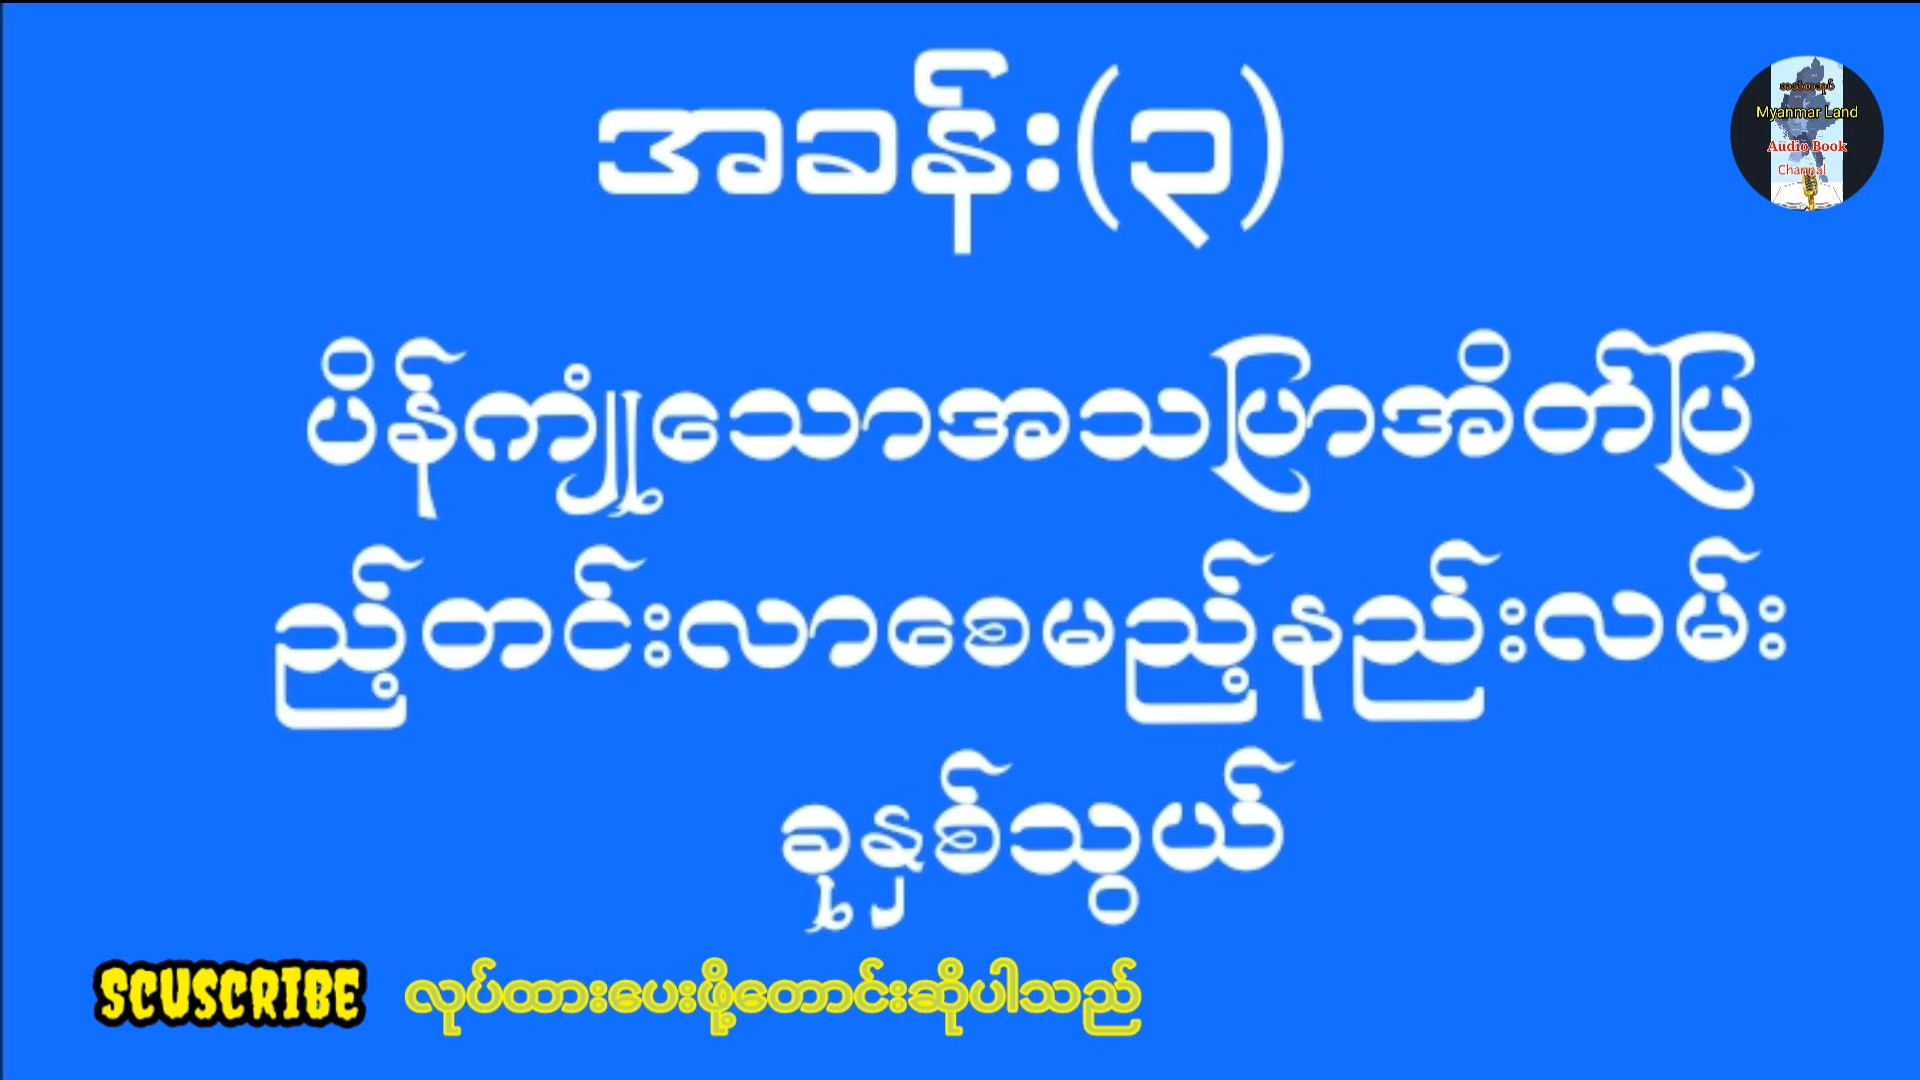 အခန်း(၃)
ပိန်ကျုံသောအသပြာအိတ်ပြ
ည့်တင်းလာစေမည့်နည်းလမ်း
ခုနှစ်သွယ်
SCUSCRIBE လုပ်ထားပေးဖို့တောင်းဆိုပါသည်
Myanmar Land
Audio Book
Channal